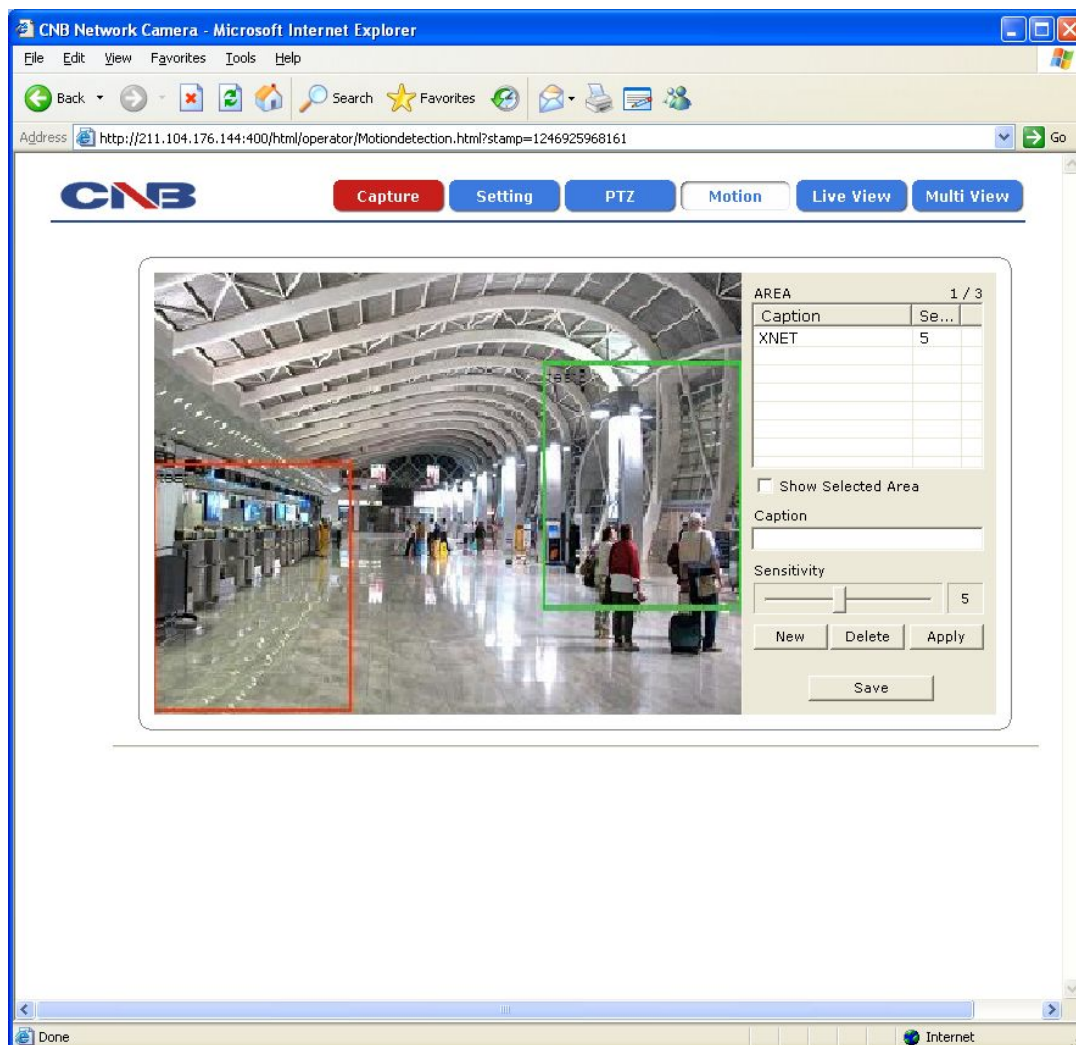 CNB Network Camera - Microsoft Internet Explorer
File Edit View Favorites Tools Help
Back Search Favorites
Address http://211.104.176.144:400/html/operator/Motiondetection.html?stamp=1246925968161 Go
CNB Capture Setting PTZ Motion Live View Multi View
AREA 1 / 3
Caption Se...
XNET 5
Show Selected Area
Caption
Sensitivity
5
New Delete Apply
Save
Done Internet